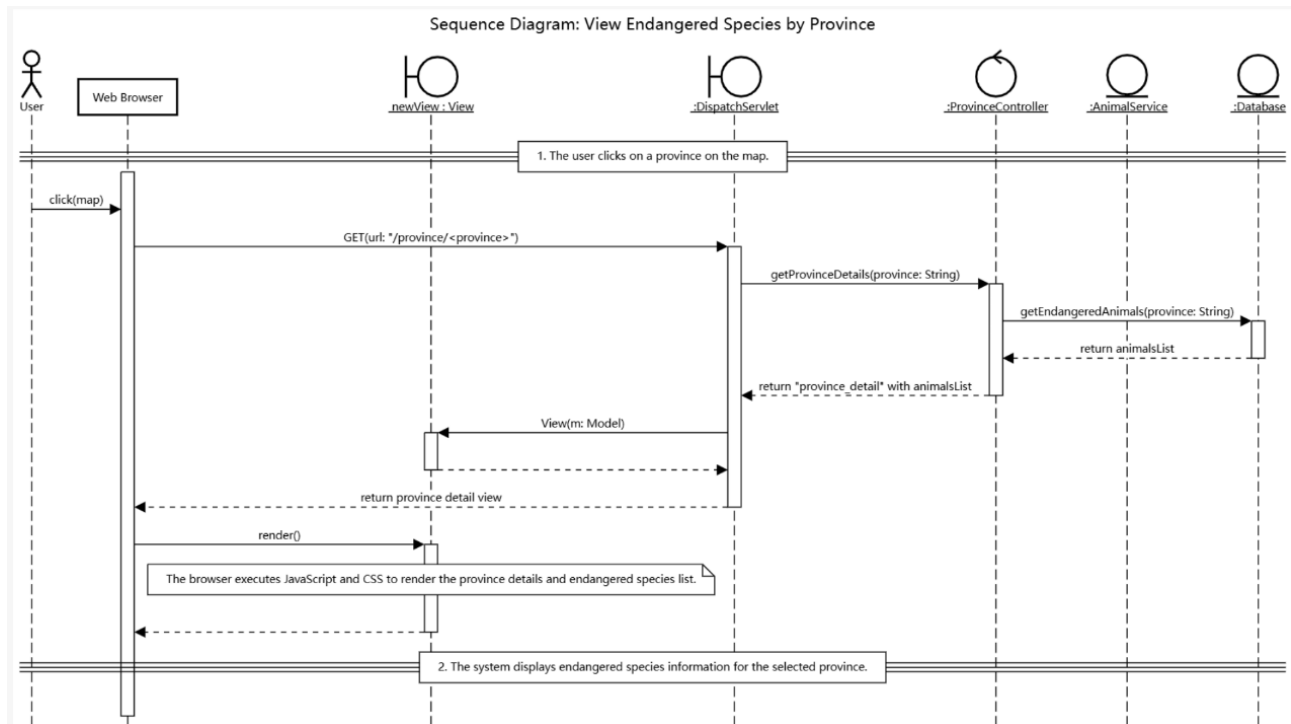 Sequence Diagram: View Endangered Species by Province
User
Web Browser
newView : View
:DispatchServlet
:ProvinceController
:AnimalService
:Database
1. The user clicks on a province on the map.
click(map)
GET(url: "/province/<province>")
getProvinceDetails(province: String)
getEndangeredAnimals(province: String)
return animalsList
return "province_detail" with animalsList
View(m: Model)
return province detail view
render()
The browser executes JavaScript and CSS to render the province details and endangered species list.
2. The system displays endangered species information for the selected province.